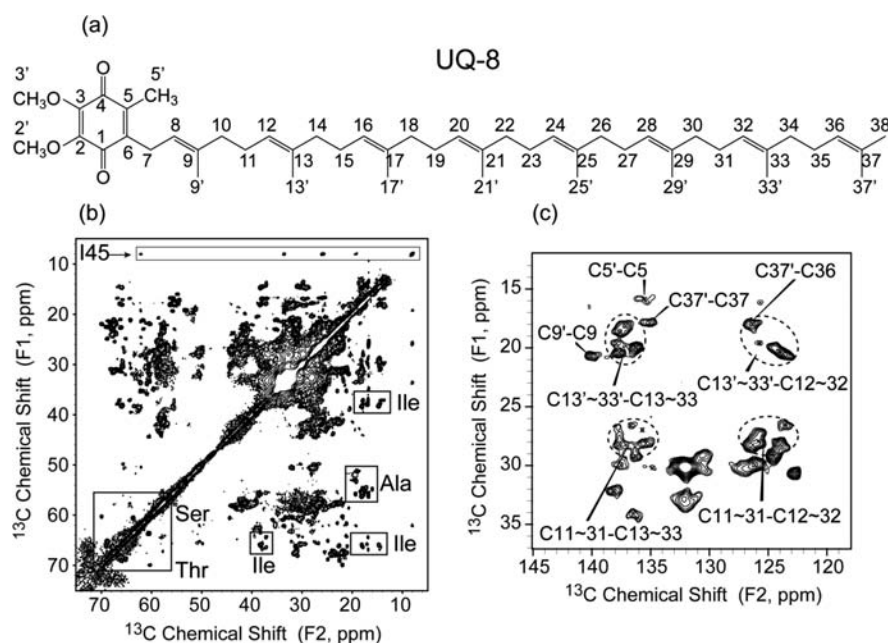 (a)
UQ-8
3' O 5'
CH3O 3 4 5 CH3 8 10 12 14 16 18 20 22 24 26 28 30 32 34 36 38
2'
CH3O 2 1 6 7 9 11 13 15 17 19 21 23 25 27 29 31 33 35 37
O 9' 13' 17' 21' 25' 29' 33' 37'
(b)
I45
10
20
30
40
50
60
70
13C Chemical Shift (F1, ppm)
Ile
Ala
Ser
Ile
Ile
Thr
70 60 50 40 30 20 10
13C Chemical Shift (F2, ppm)
(c)
15
20
25
30
35
13C Chemical Shift (F1, ppm)
C5'-C5
C37'-C36
C37'-C37
C9'-C9
C13'~33'-C12~32
C13'~33'-C13~33
C11~31-C12~32
C11~31-C13~33
145 140 135 130 125 120
13C Chemical Shift (F2, ppm)